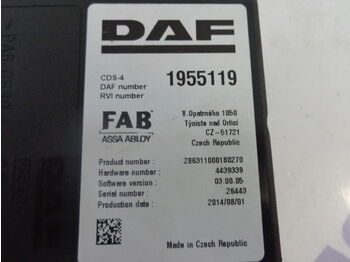 DAF
CDS-4
DAF number 1955119
RVI number
FAB
ASSA ABLOY
V.Opatrného 1050
Týniste nad Orlicí
CZ-51721
Czech Republic
Product number : 286311000180270
Hardware number : 4439339
Software version : 03.00.05
Serial number : 26443
Production date : 2014/08/01
Made in Czech Republic